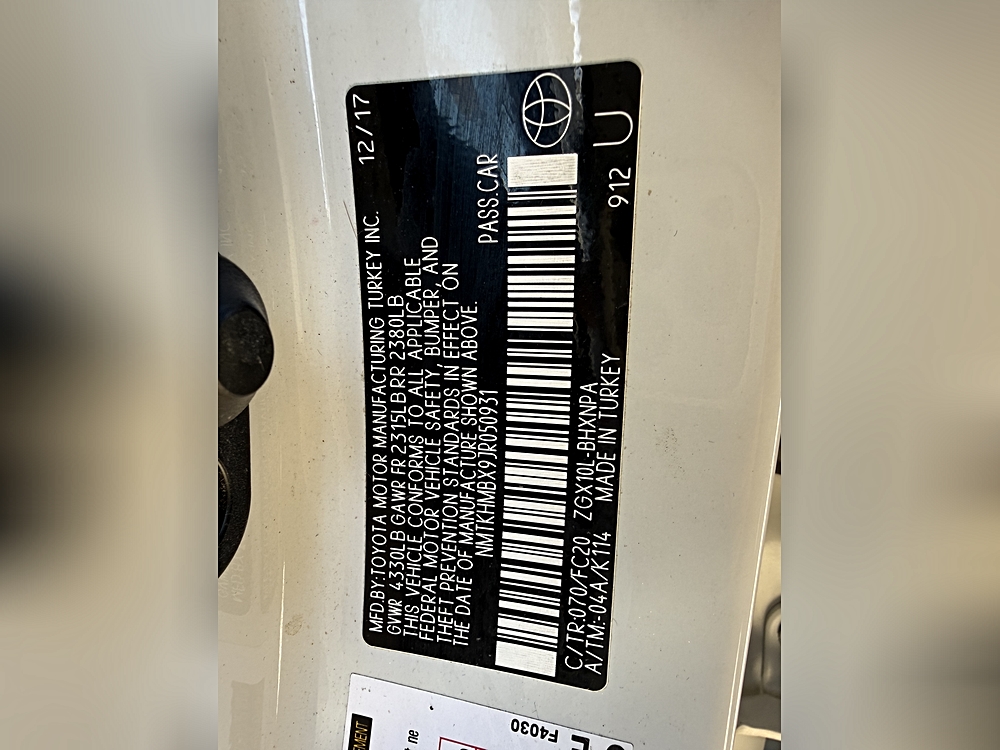 MFD.BY:TOYOTA MOTOR MANUFACTURING TURKEY INC. 12/17
GVWR 4330LB GAWR FR 2315LB RR 2380LB
THIS VEHICLE CONFORMS TO ALL APPLICABLE
FEDERAL MOTOR VEHICLE SAFETY, BUMPER, AND
THEFT PREVENTION STANDARDS IN EFFECT ON
THE DATE OF MANUFACTURE SHOWN ABOVE.
NMTKHMBX9JR050931 PASS.CAR
C/TR:070/FC20 ZGX10L-BHXNPA
A/TM:-04A/K114 MADE IN TURKEY
912 U
F4030
ne